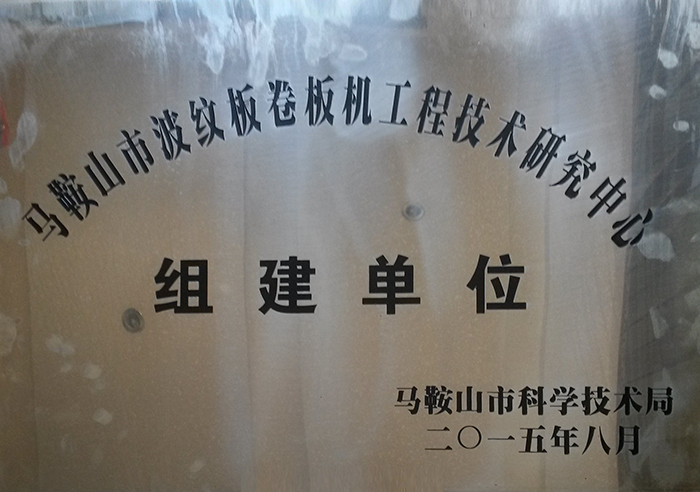 马鞍山市波纹板卷板机工程技术研究中心
组建单位
马鞍山市科学技术局
二〇一五年八月